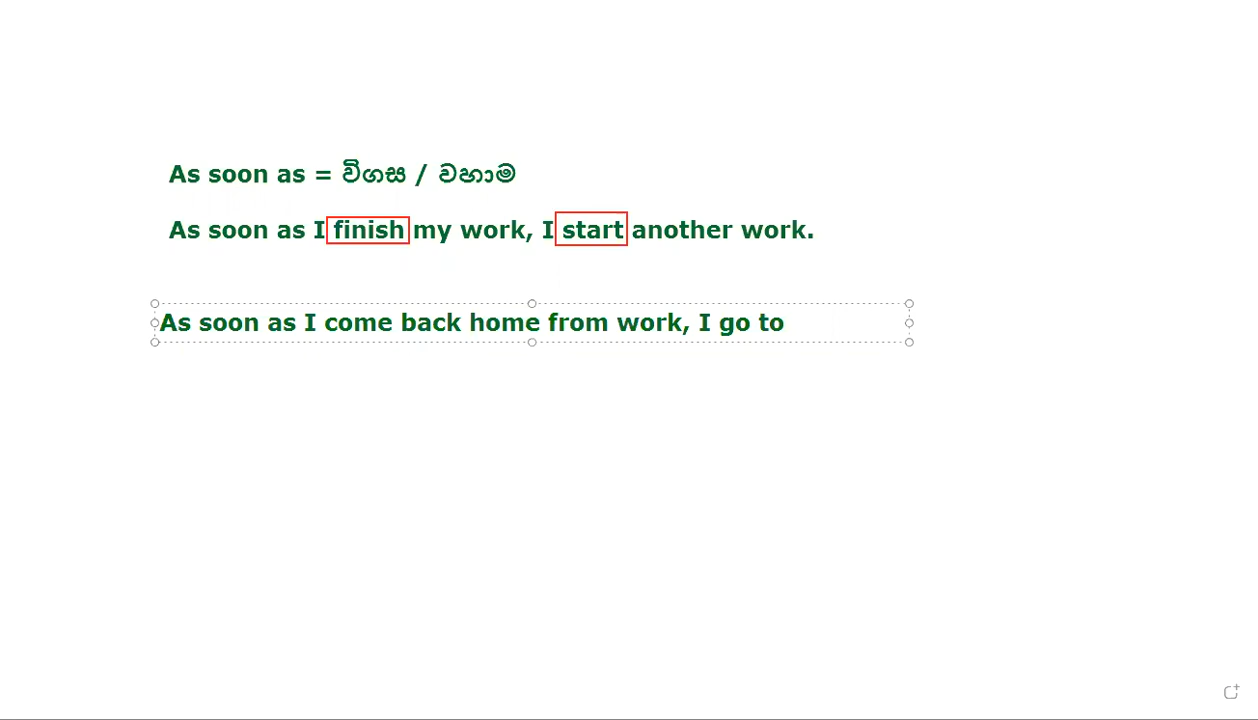 As soon as = විගස / වහාම
As soon as I finish my work, I start another work.
As soon as I come back home from work, I go to